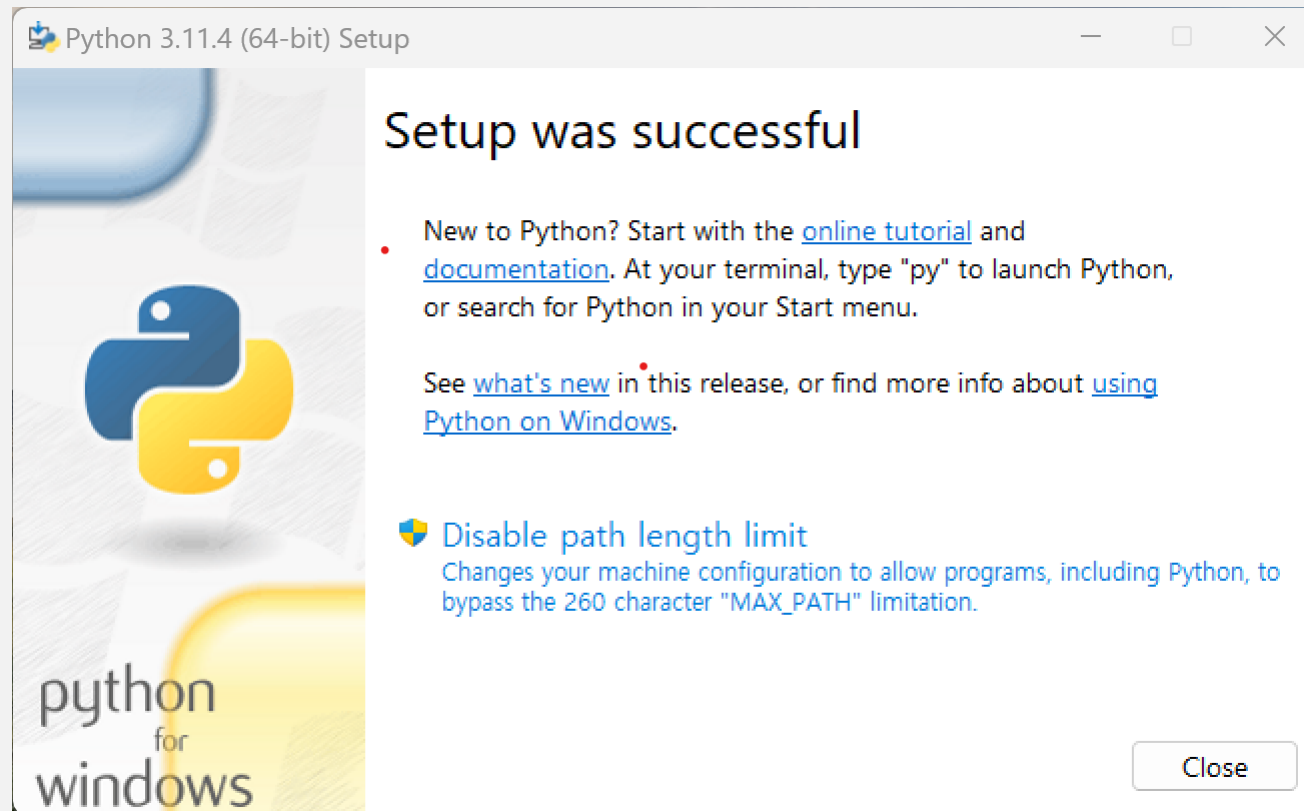 Python 3.11.4 (64-bit) Setup
Setup was successful
New to Python? Start with the online tutorial and
documentation. At your terminal, type "py" to launch Python,
or search for Python in your Start menu.
See what's new in this release, or find more info about using
Python on Windows.
Disable path length limit
Changes your machine configuration to allow programs, including Python, to
bypass the 260 character "MAX_PATH" limitation.
python
for
windows
Close